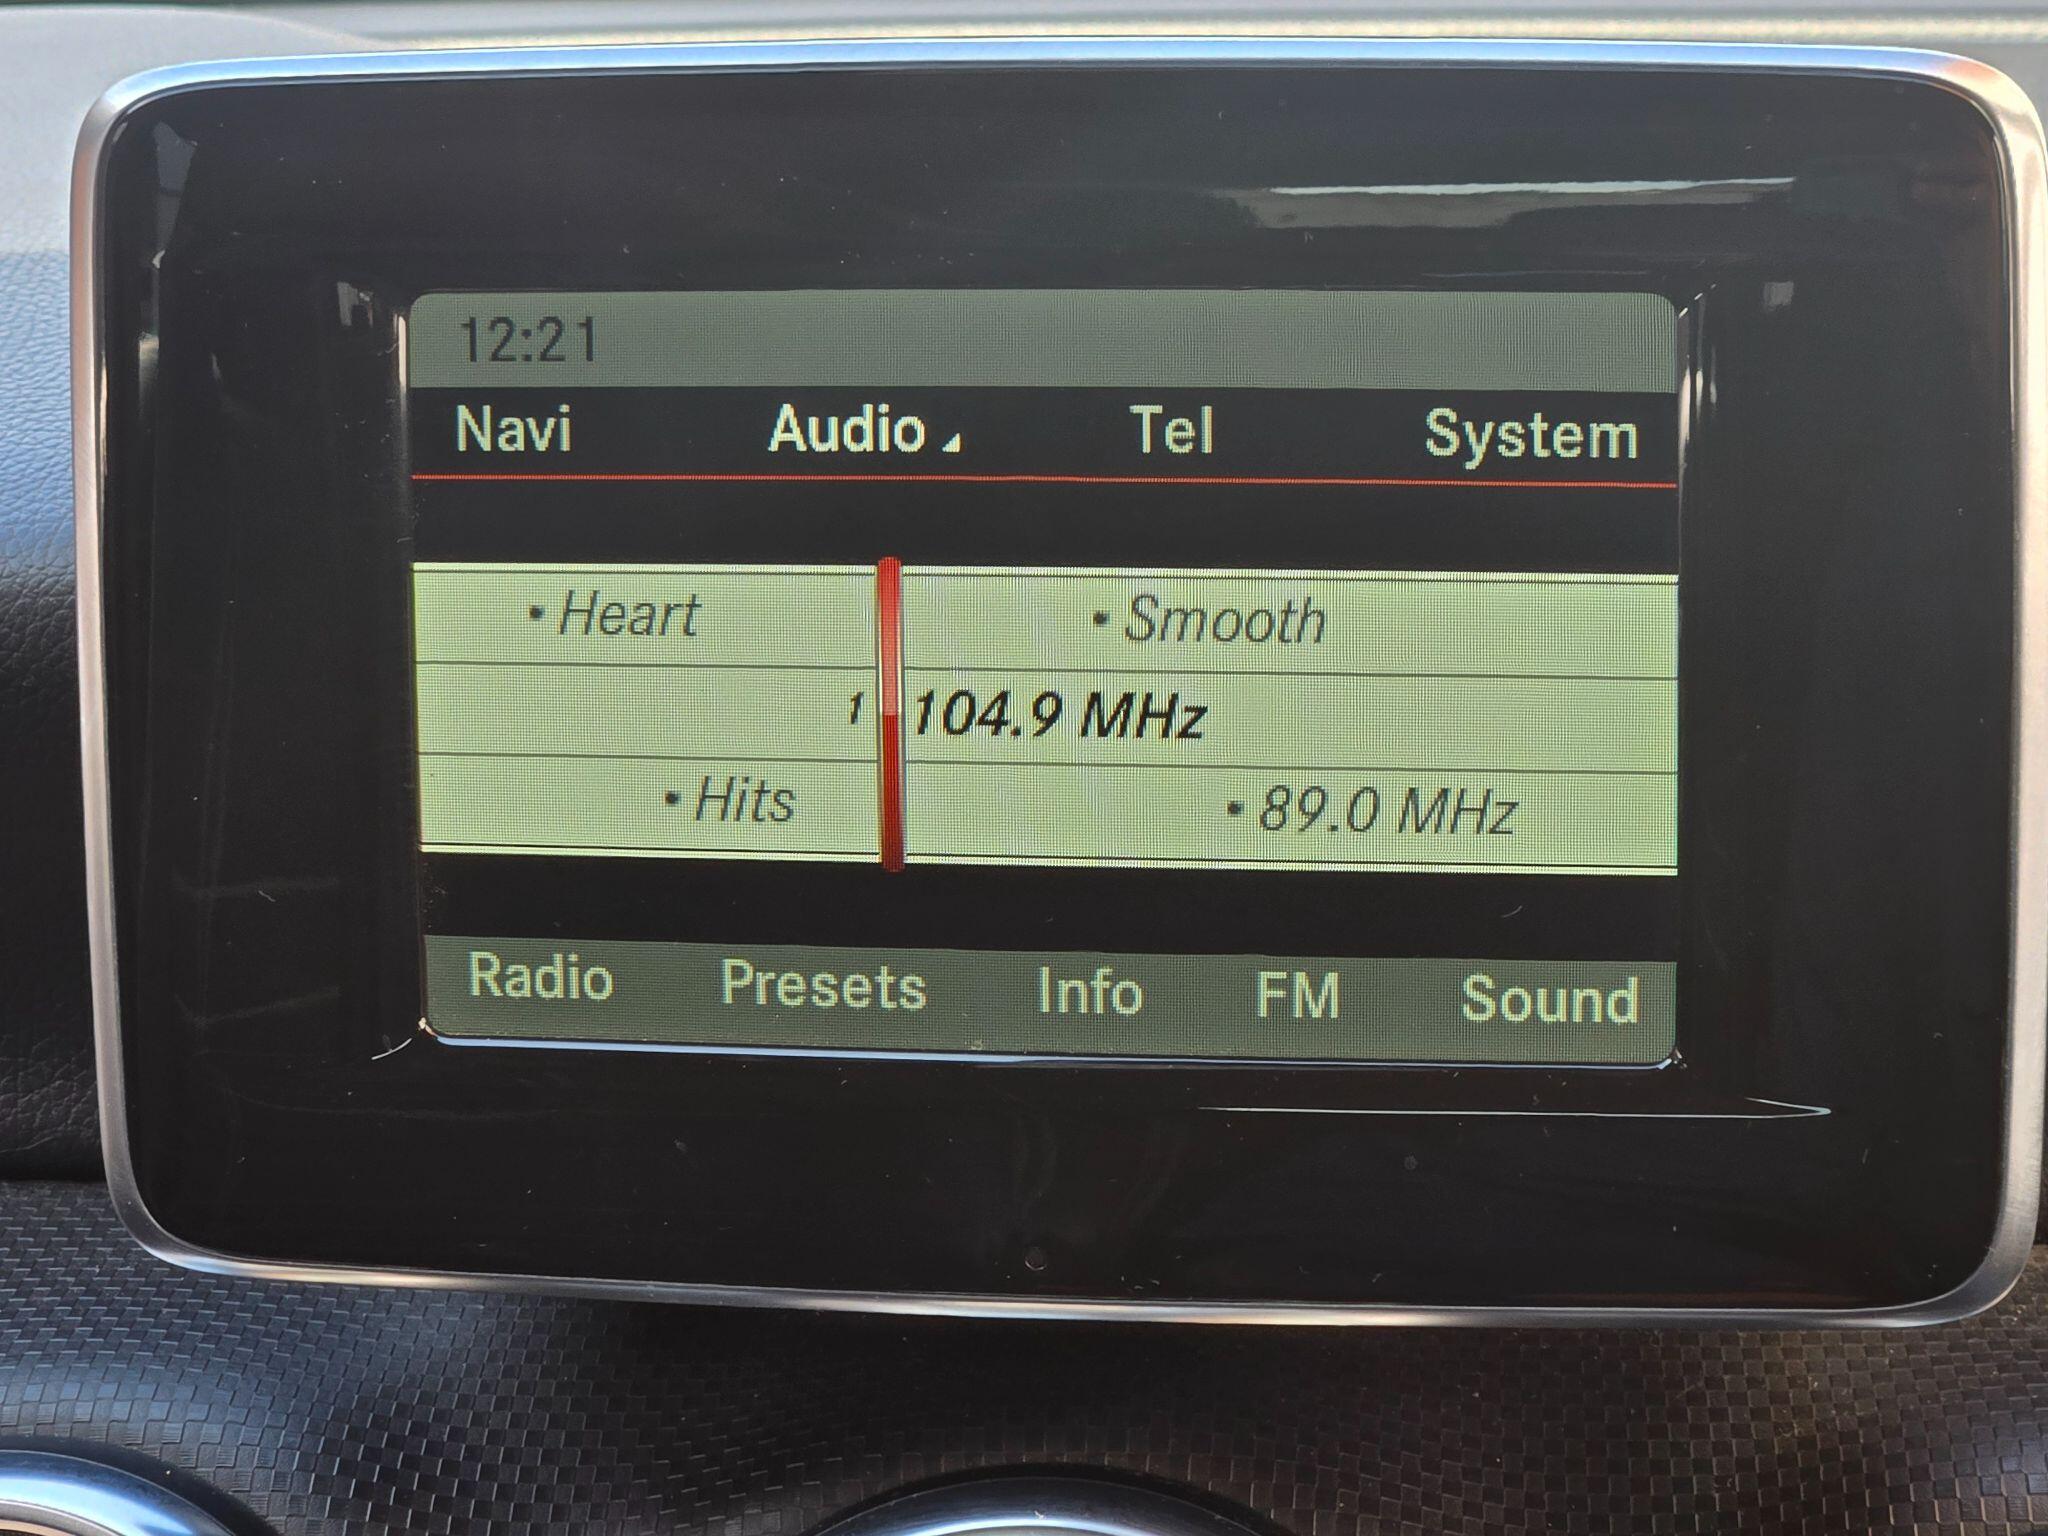 12:21
Navi Audio Tel System
• Heart • Smooth
1 104.9 MHz
• Hits • 89.0 MHz
Radio Presets Info FM Sound